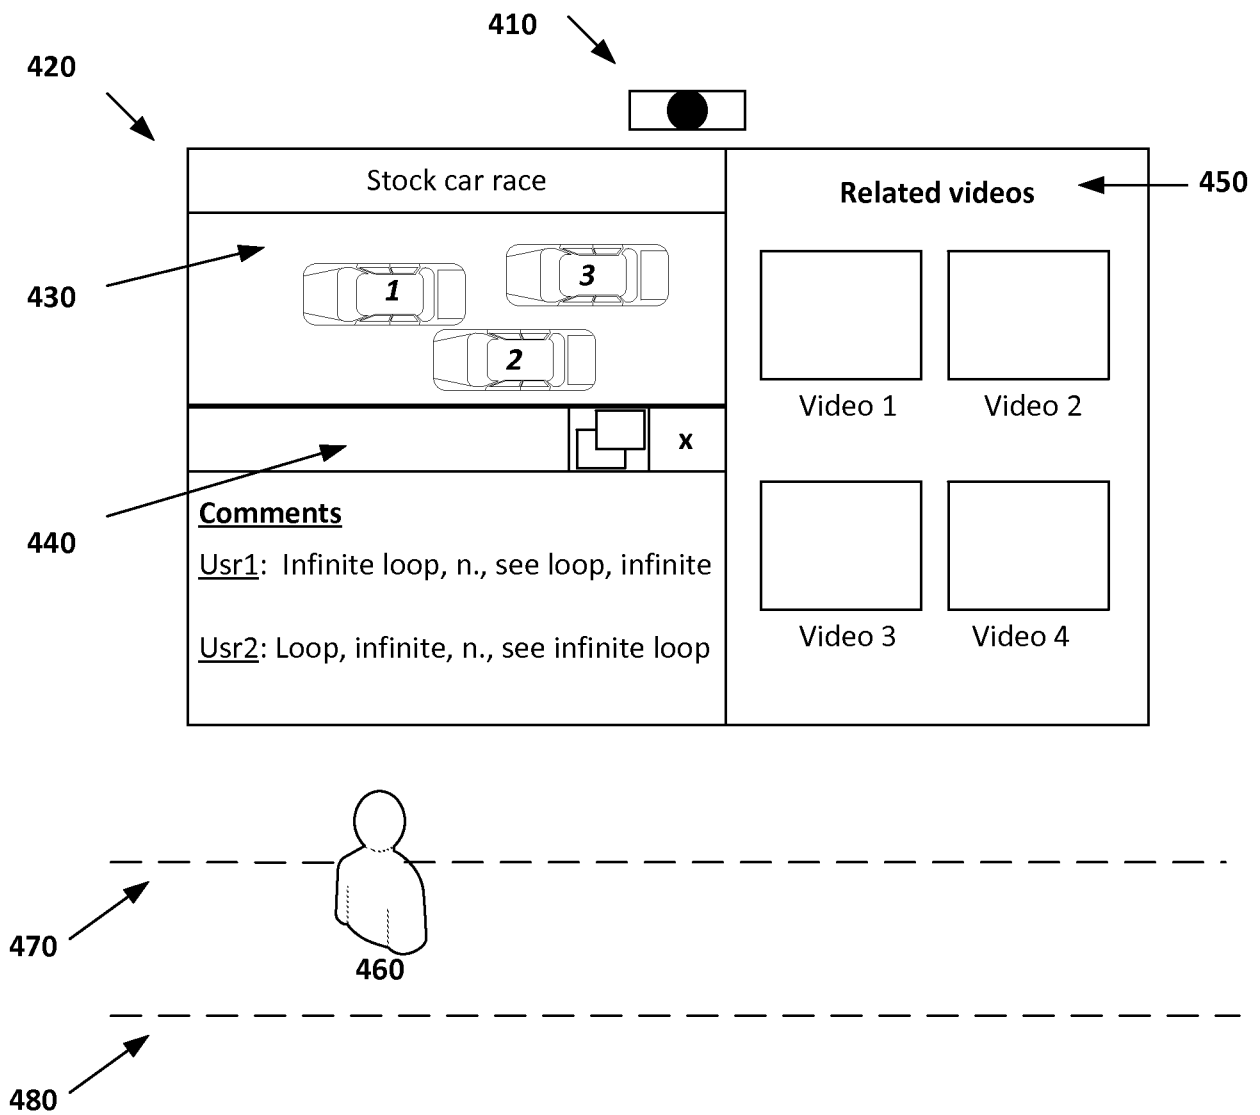 410
420
Stock car race
Related videos
450
430
1
3
2
Video 1
Video 2
x
440
Comments
Usr1: Infinite loop, n., see loop, infinite
Usr2: Loop, infinite, n., see infinite loop
Video 3
Video 4
470
460
480